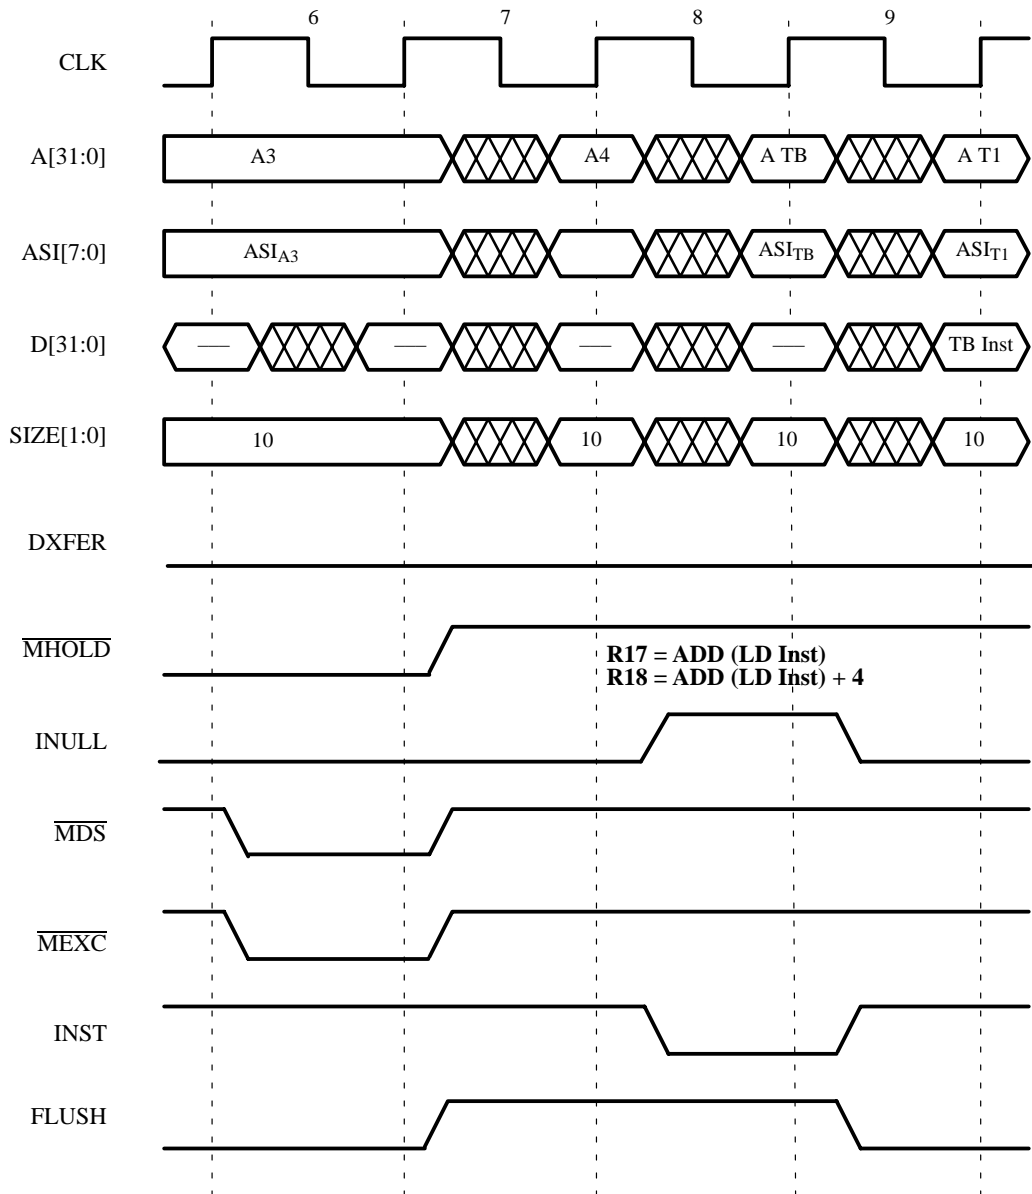 6 7 8 9
CLK
A[31:0] A3 A4 A TB A T1
ASI[7:0] ASIA3 ASITB ASIT1
D[31:0] — — — — TB Inst
SIZE[1:0] 10 10 10 10
DXFER
MHOLD
R17 = ADD (LD Inst)
R18 = ADD (LD Inst) + 4
INULL
MDS
MEXC
INST
FLUSH